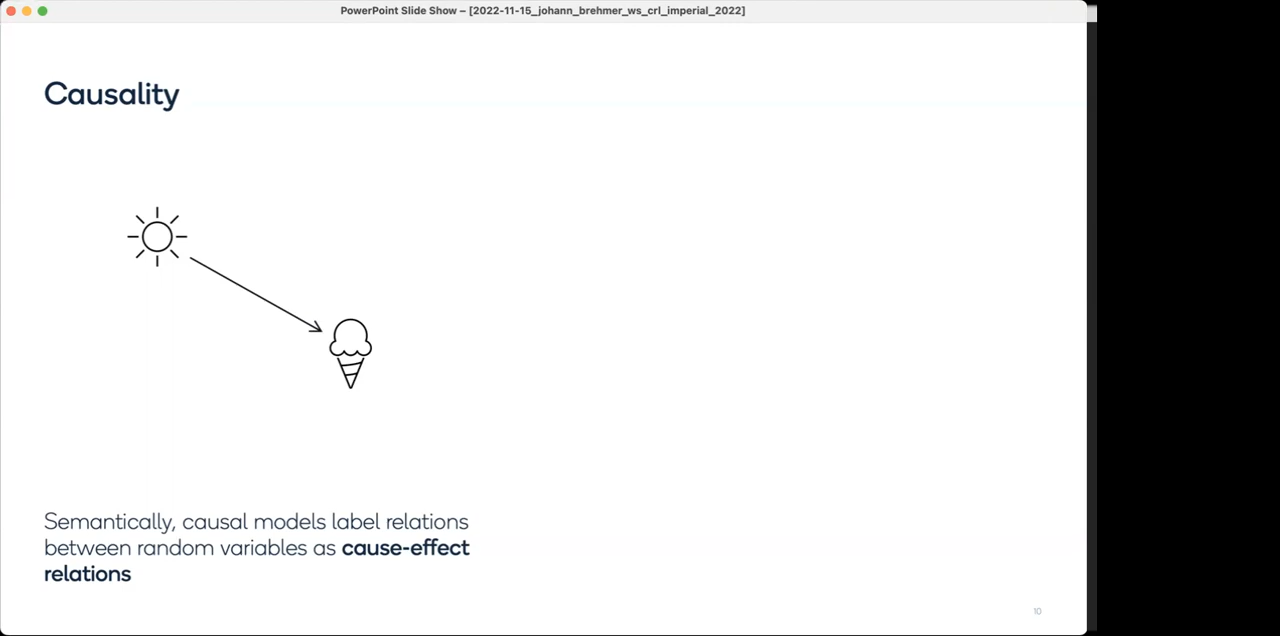 PowerPoint Slide Show – [2022-11-15_johann_brehmer_ws_crl_imperial_2022]
Causality
Semantically, causal models label relations
between random variables as cause-effect
relations
10